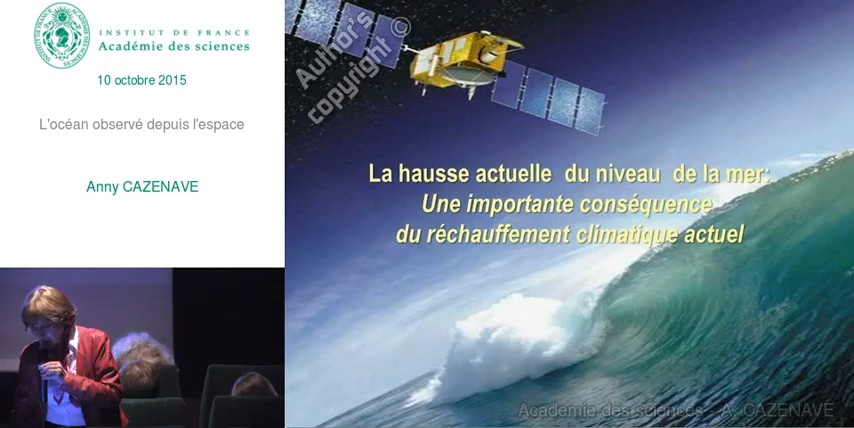 INSTITUT DE FRANCE
Académie des sciences
10 octobre 2015
L'océan observé depuis l'espace
Anny CAZENAVE
Author's ©
copyright
La hausse actuelle du niveau de la mer:
Une importante conséquence
du réchauffement climatique actuel
Academie des sciences - A. CAZENAVE